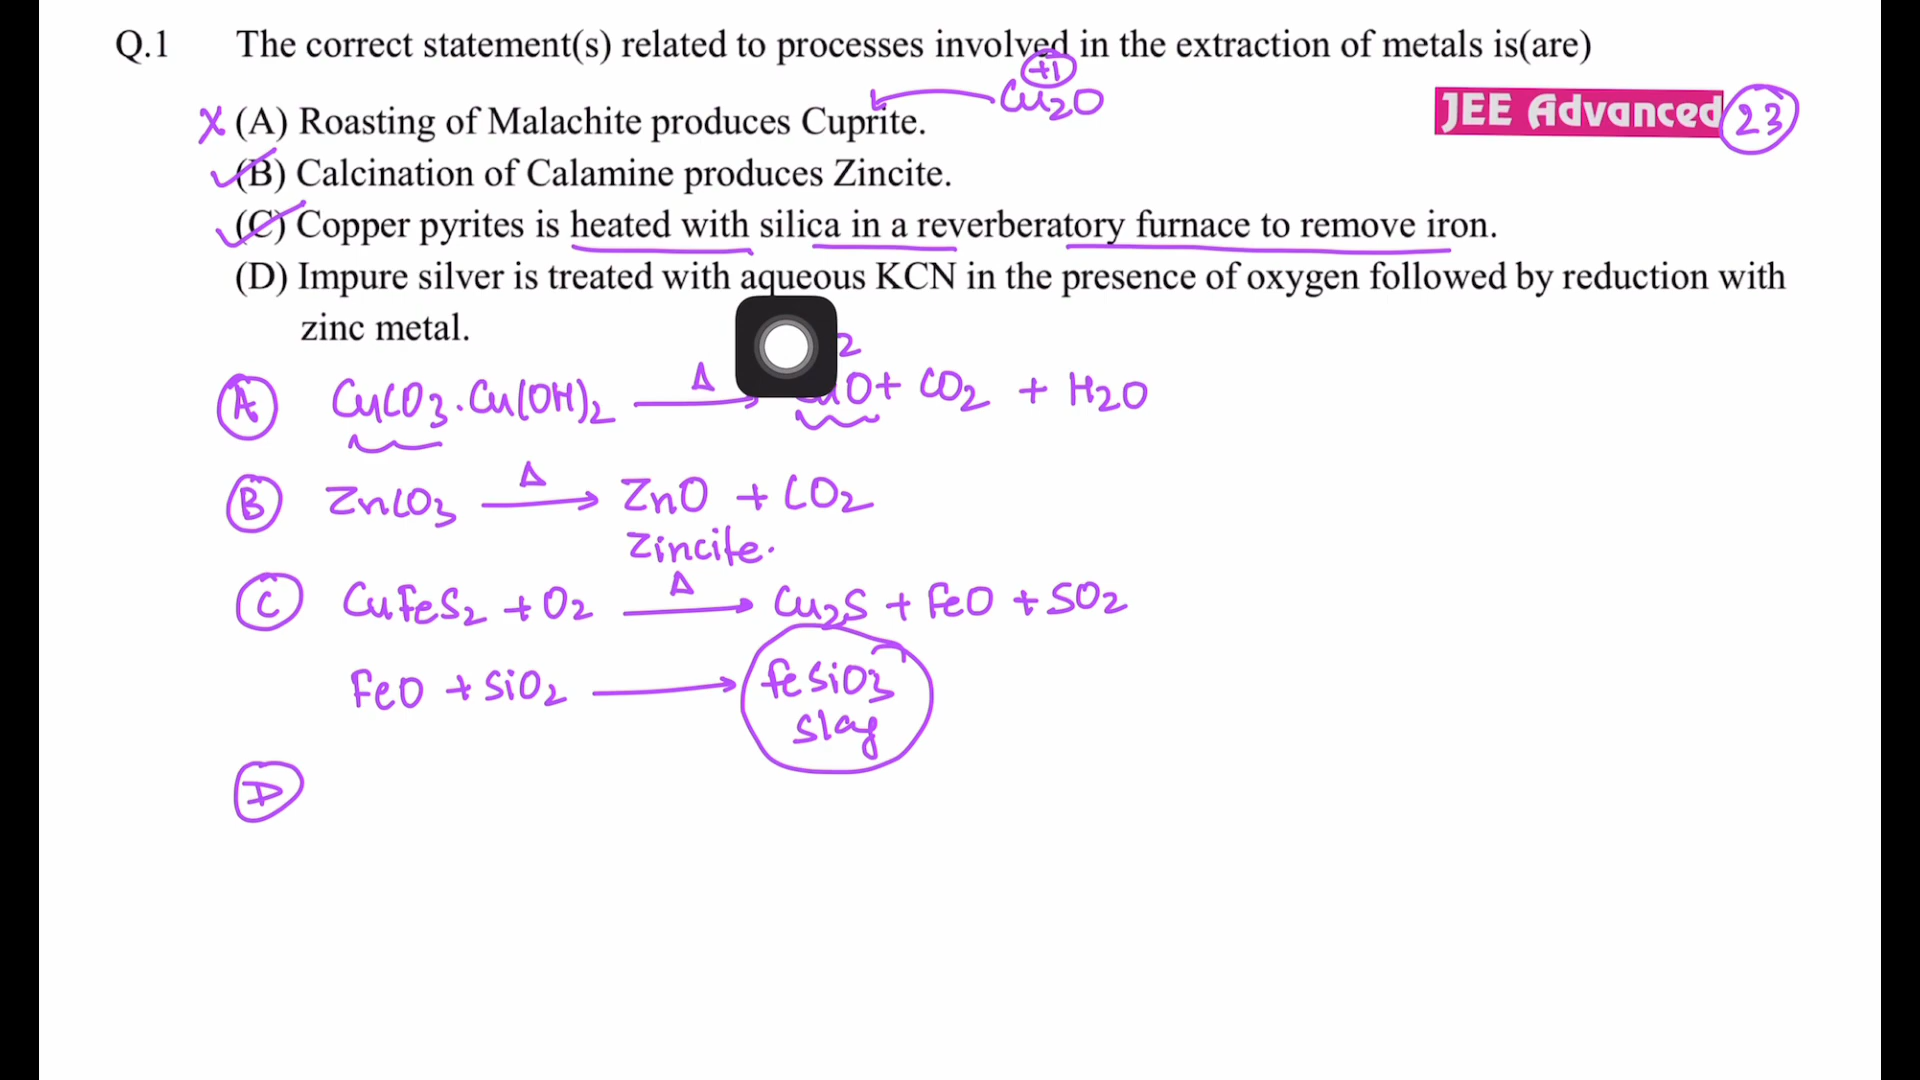 Q.1 The correct statement(s) related to processes involved in the extraction of metals is(are)
+1
Cu2O
JEE Advanced 23
X (A) Roasting of Malachite produces Cuprite.
(B) Calcination of Calamine produces Zincite.
(C) Copper pyrites is heated with silica in a reverberatory furnace to remove iron.
(D) Impure silver is treated with aqueous KCN in the presence of oxygen followed by reduction with
zinc metal.
(A) CuCO3.Cu(OH)2 —Δ→ O + CO2 + H2O
2
(B) ZnCO3 —Δ→ ZnO + CO2
Zincite.
(C) CuFeS2 + O2 —Δ→ Cu2S + FeO + SO2
FeO + SiO2 → FeSiO3
slag
(D)